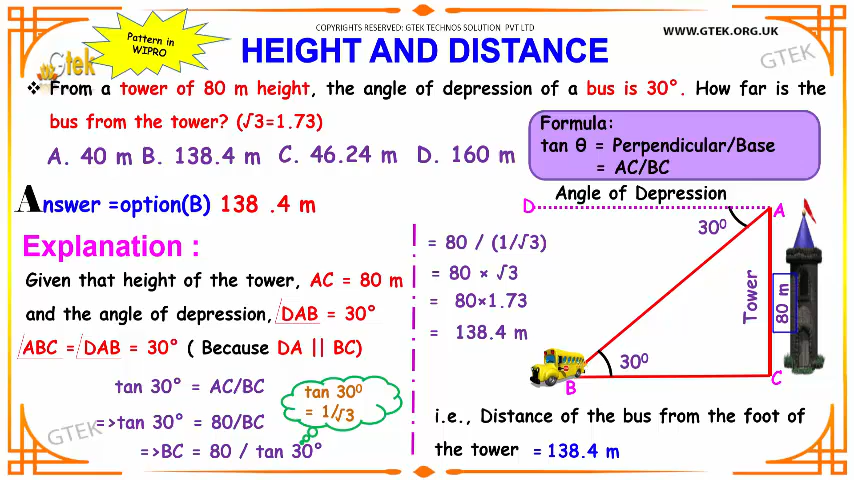 COPYRIGHTS RESERVED: GTEK TECHNOS SOLUTION PVT LTD
WWW.GTEK.ORG.UK
Gtek
Pattern in
WIPRO
HEIGHT AND DISTANCE
GTEK
❖ From a tower of 80 m height, the angle of depression of a bus is 30°. How far is the
bus from the tower? (√3=1.73)
A. 40 m B. 138.4 m C. 46.24 m D. 160 m
Formula:
tan θ = Perpendicular/Base
= AC/BC
Answer =option(B) 138 .4 m
Explanation :
Given that height of the tower, AC = 80 m
and the angle of depression, ∠DAB = 30°
∠ABC = ∠DAB = 30° ( Because DA || BC)
tan 30° = AC/BC
=>tan 30° = 80/BC
=>BC = 80 / tan 30°
tan 30⁰
= 1/√3
GTEK
= 80 / (1/√3)
= 80 × √3
= 80×1.73
= 138.4 m
Angle of Depression
D
A
30⁰
Tower
80 m
30⁰
B
C
i.e., Distance of the bus from the foot of
the tower = 138.4 m